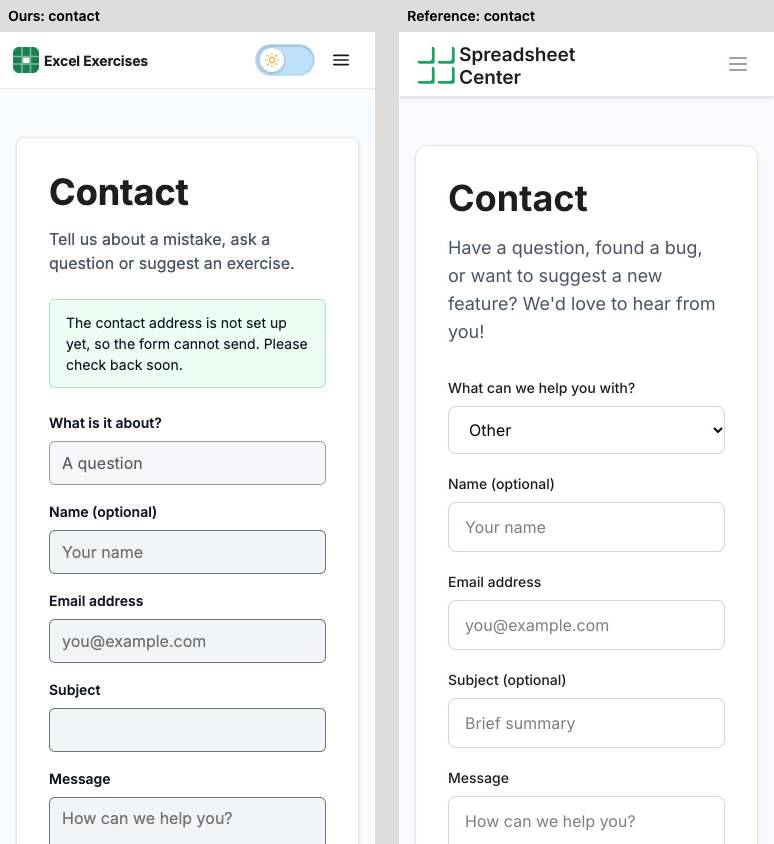 Ours: contact
Excel Exercises
Contact
Tell us about a mistake, ask a
question or suggest an exercise.
The contact address is not set up
yet, so the form cannot send. Please
check back soon.
What is it about?
A question
Name (optional)
Your name
Email address
you@example.com
Subject
Message
How can we help you?
Reference: contact
Spreadsheet
Center
Contact
Have a question, found a bug,
or want to suggest a new
feature? We'd love to hear from
you!
What can we help you with?
Other
Name (optional)
Your name
Email address
you@example.com
Subject (optional)
Brief summary
Message
How can we help you?